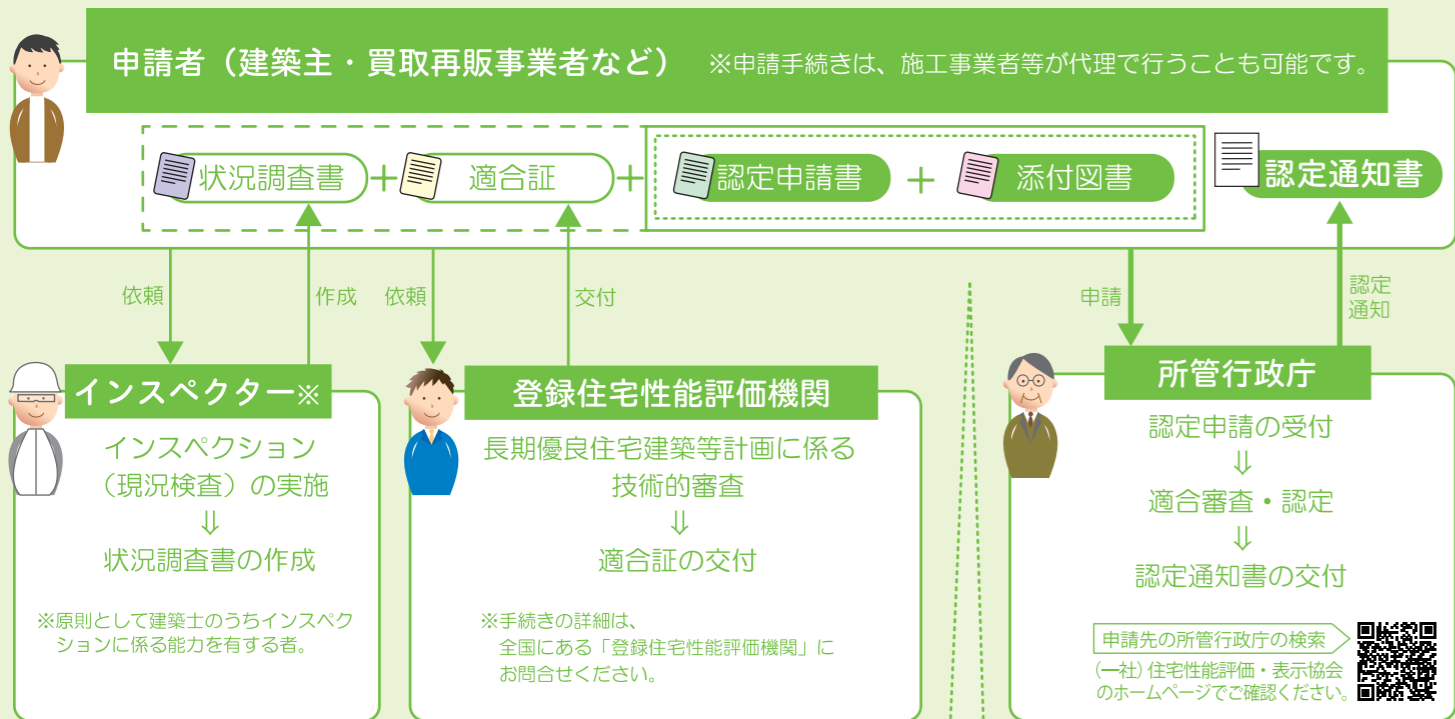 申請者（建築主・買取再販事業者など） ※申請手続きは、施工事業者等が代理で行うことも可能です。
状況調査書 + 適合証 + 認定申請書 + 添付図書
認定通知書
依頼
作成
依頼
交付
申請
認定
通知
インスペクター※
インスペクション
（現況検査）の実施
⇓
状況調査書の作成
※原則として建築士のうちインスペク
ションに係る能力を有する者。
登録住宅性能評価機関
長期優良住宅建築等計画に係る
技術的審査
⇓
適合証の交付
※手続きの詳細は、
全国にある「登録住宅性能評価機関」に
お問合せください。
所管行政庁
認定申請の受付
⇓
適合審査・認定
⇓
認定通知書の交付
申請先の所管行政庁の検索
(一社) 住宅性能評価・表示協会
のホームページでご確認ください。